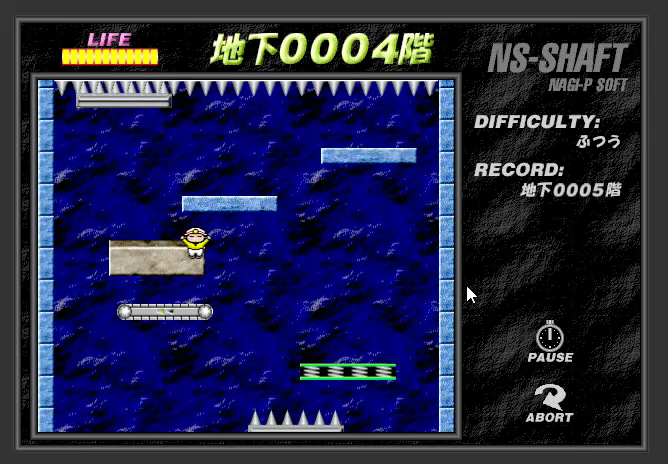 LIFE
地下0004階
NS-SHAFT
NAGI-P SOFT
DIFFICULTY:
ふつう
RECORD:
地下0005階
PAUSE
ABORT